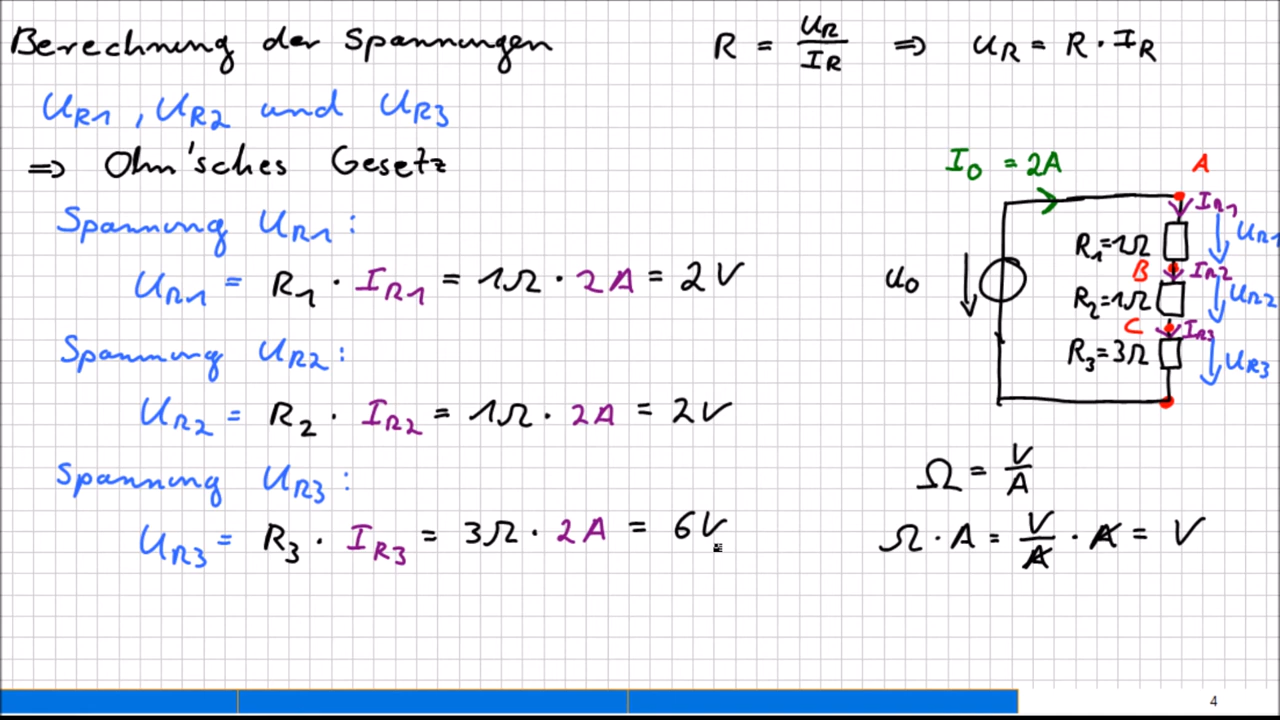 Berechnung der Spannungen
R = U_R / I_R ⇒ U_R = R · I_R
U_R1, U_R2 und U_R3
⇒ Ohm'sches Gesetz
Spannung U_R1:
U_R1 = R_1 · I_R1 = 1Ω · 2A = 2V
Spannung U_R2:
U_R2 = R_2 · I_R2 = 1Ω · 2A = 2V
Spannung U_R3:
U_R3 = R_3 · I_R3 = 3Ω · 2A = 6V
I_0 = 2A
A
I_R1
R_1=1Ω
U_R1
B
I_R2
U_0
R_2=1Ω
U_R2
C
I_R3
R_3=3Ω
U_R3
Ω = V / A
Ω · A = V / A · A = V
4